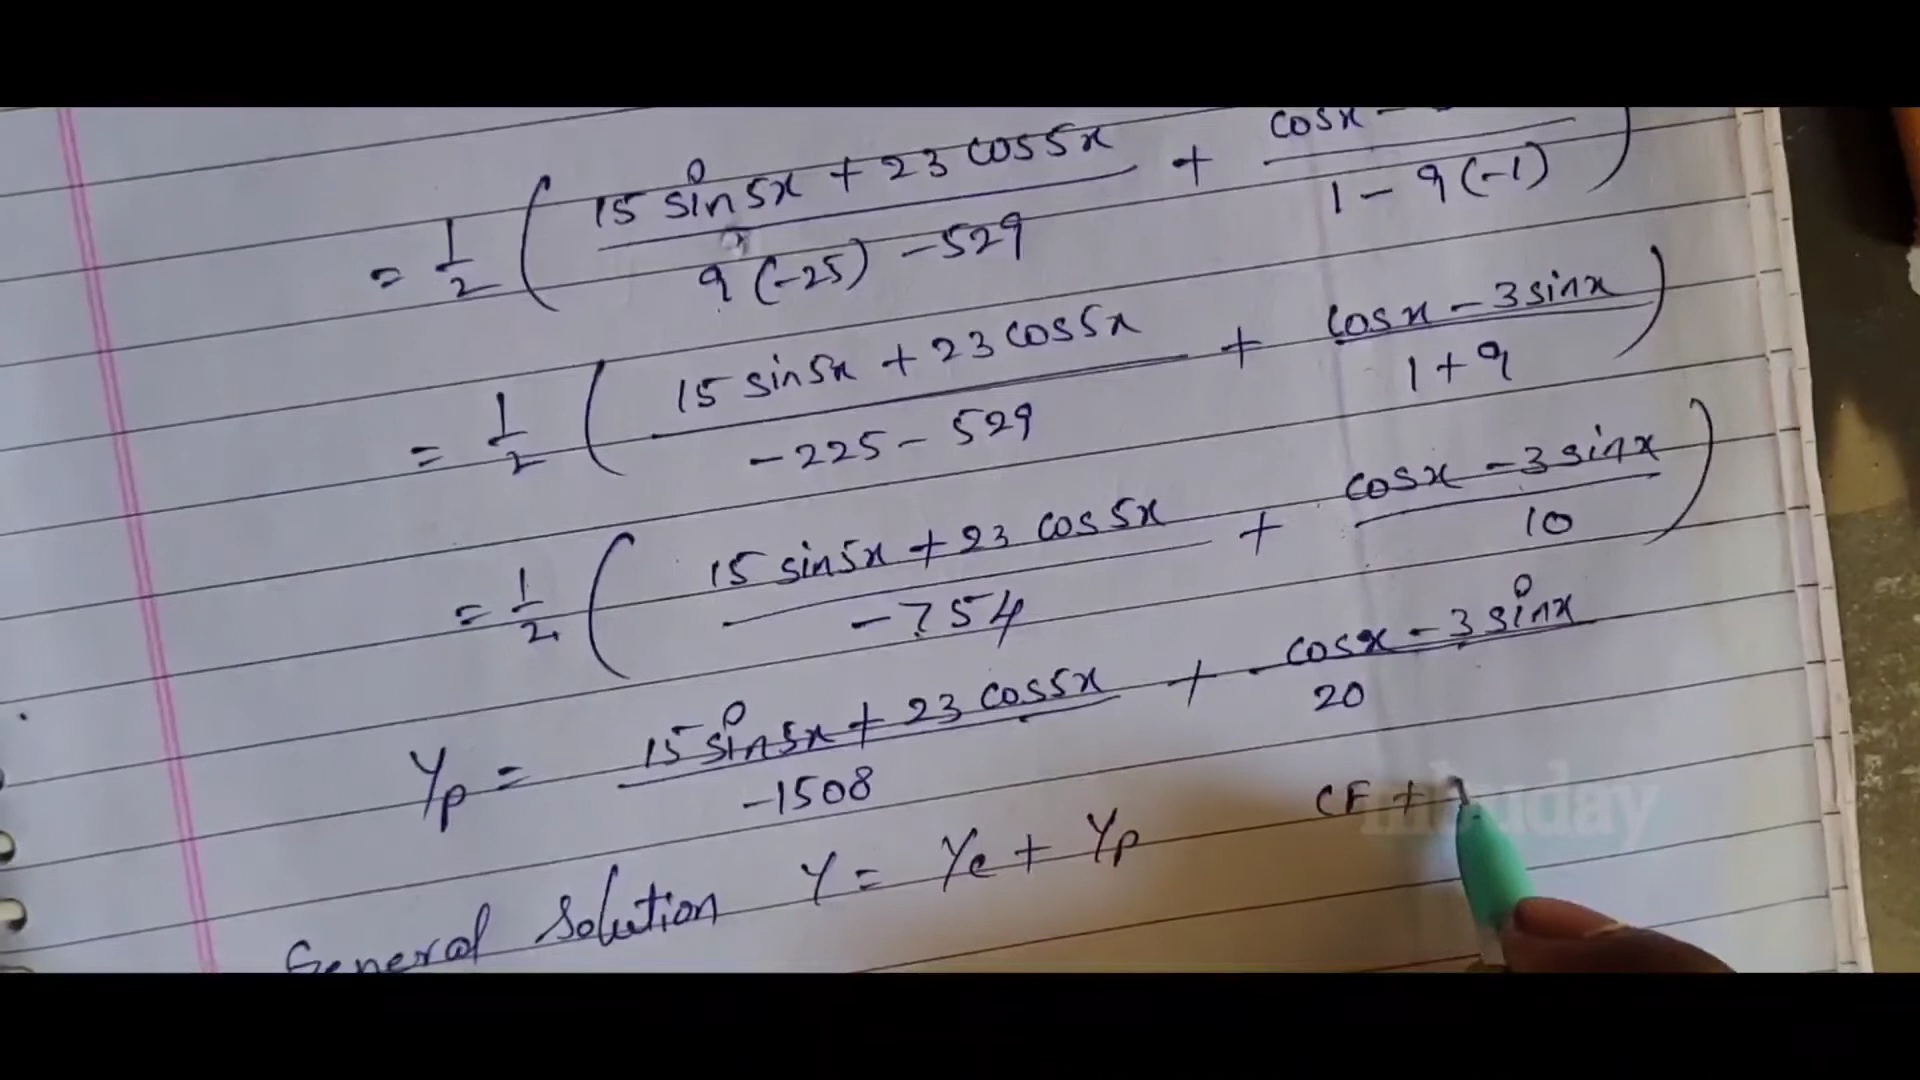 = 1/2 ( (15 sin5x + 23 cos5x) / (9(-25) - 529) + (cosx - ) / (1 - 9(-1)) )
= 1/2 ( (15 sin5x + 23 cos5x) / (-225 - 529) + (cosx - 3 sinx) / (1 + 9) )
= 1/2 ( (15 sin5x + 23 cos5x) / (-754) + (cosx - 3 sinx) / 10 )
Yp = (15 sin5x + 23 cos5x) / (-1508) + (cosx - 3 sinx) / 20
General solution Y = Yc + Yp CF +